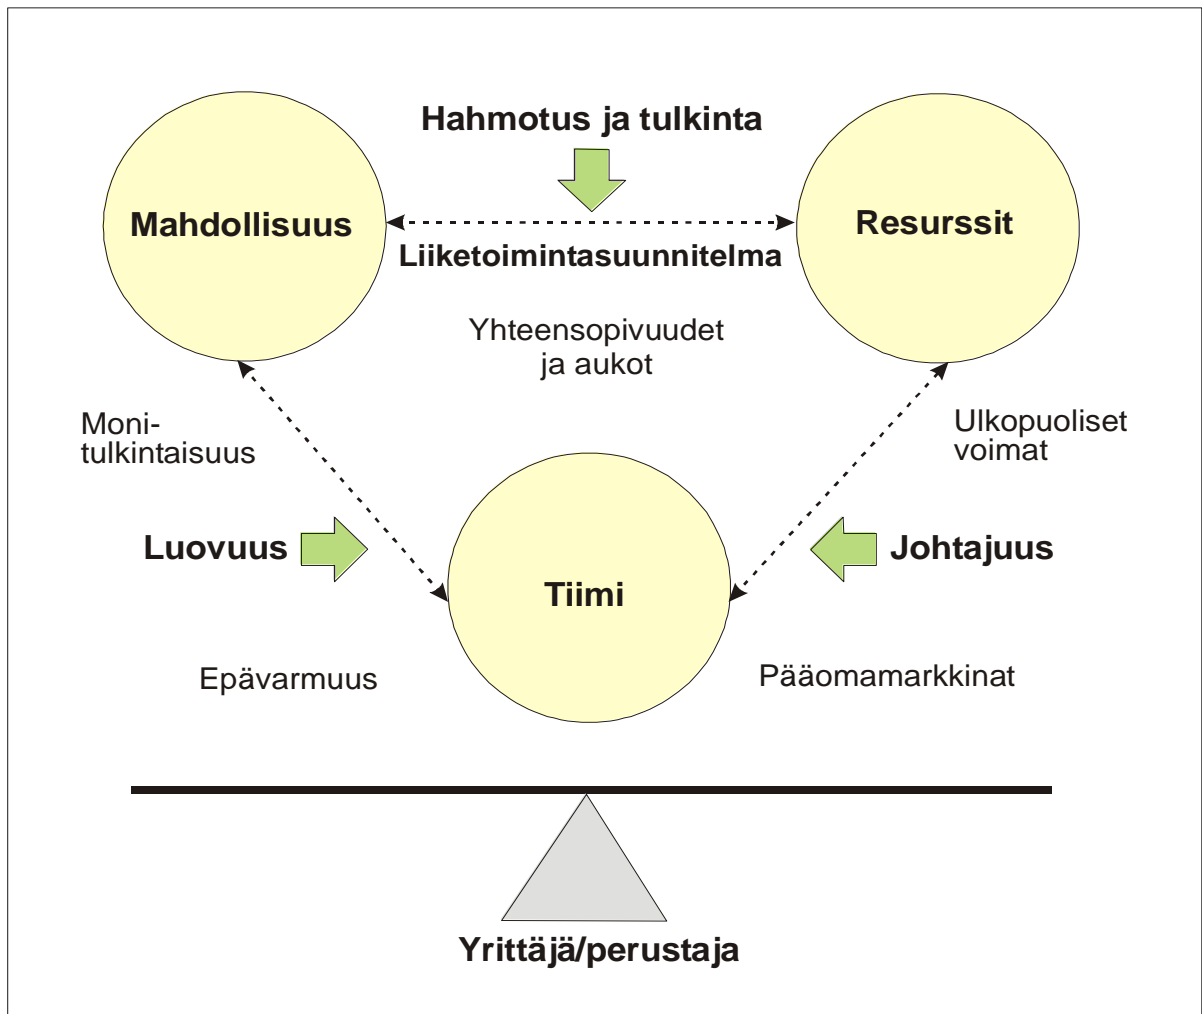 Hahmotus ja tulkinta
Mahdollisuus
Resurssit
Liiketoimintasuunnitelma
Yhteensopivuudet
ja aukot
Moni-
tulkintaisuus
Ulkopuoliset
voimat
Luovuus
Johtajuus
Tiimi
Epävarmuus
Pääomamarkkinat
Yrittäjä/perustaja